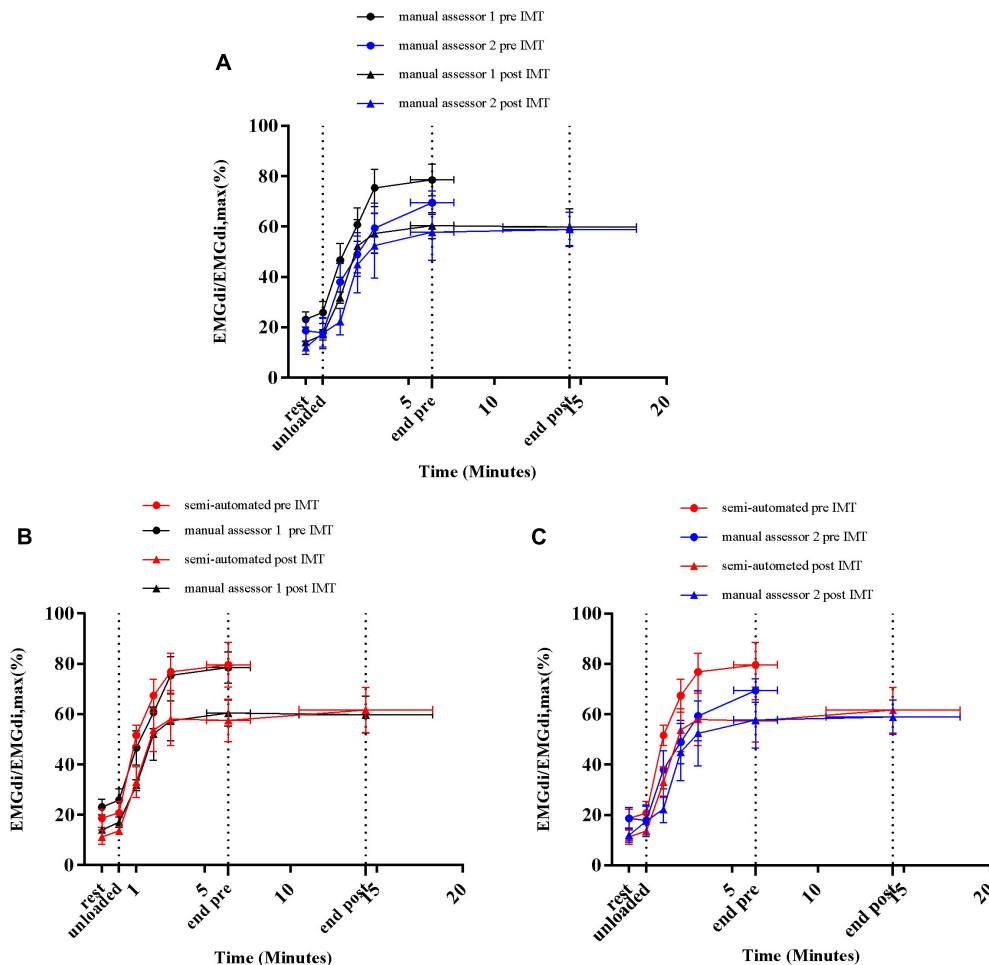 manual assessor 1 pre IMT
manual assessor 2 pre IMT
manual assessor 1 post IMT
manual assessor 2 post IMT
A
EMGdi/EMGdi,max(%)
100
80
60
40
20
0
rest
unloaded
5
end pre
10
end post
15
20
Time (Minutes)
B
semi-automated pre IMT
manual assessor 1 pre IMT
semi-automated post IMT
manual assessor 1 post IMT
EMGdi/EMGdi,max(%)
100
80
60
40
20
0
rest
unloaded
1
5
end pre
10
end post
15
20
Time (Minutes)
C
semi-automated pre IMT
manual assessor 2 pre IMT
semi-autometed post IMT
manual assessor 2 post IMT
EMGdi/EMGdi,max(%)
100
80
60
40
20
0
rest
unloaded
5
end pre
10
end post
15
20
Time (Minutes)